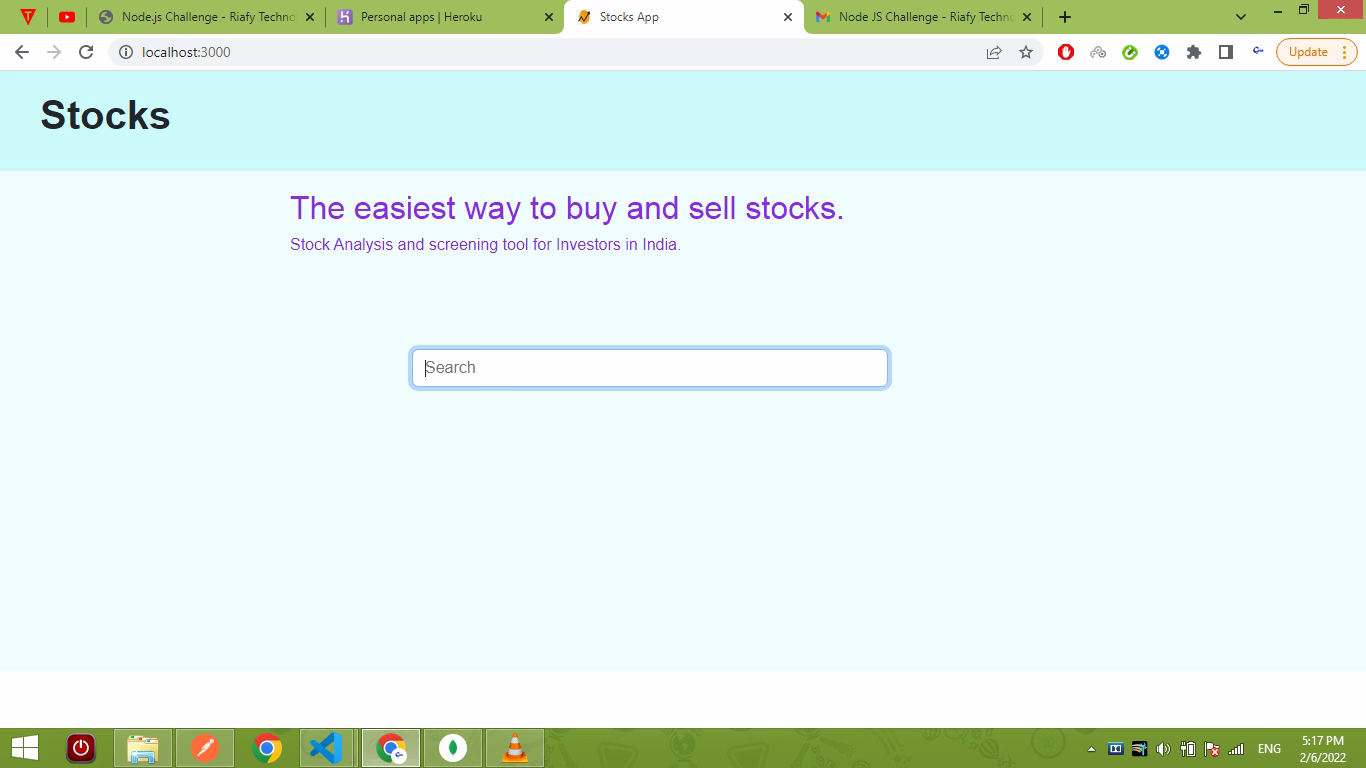 Node.js Challenge - Riafy Techno
Personal apps | Heroku
Stocks App
Node JS Challenge - Riafy Techno
localhost:3000
Update
Stocks
The easiest way to buy and sell stocks.
Stock Analysis and screening tool for Investors in India.
Search
ENG
5:17 PM
2/6/2022